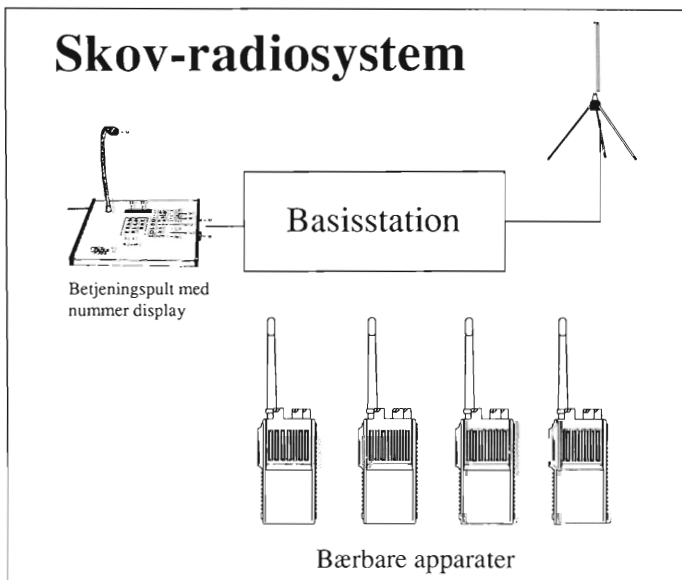 Skov-radiosystem
Basisstation
Betjeningspult med
nummer display
Bærbare apparater